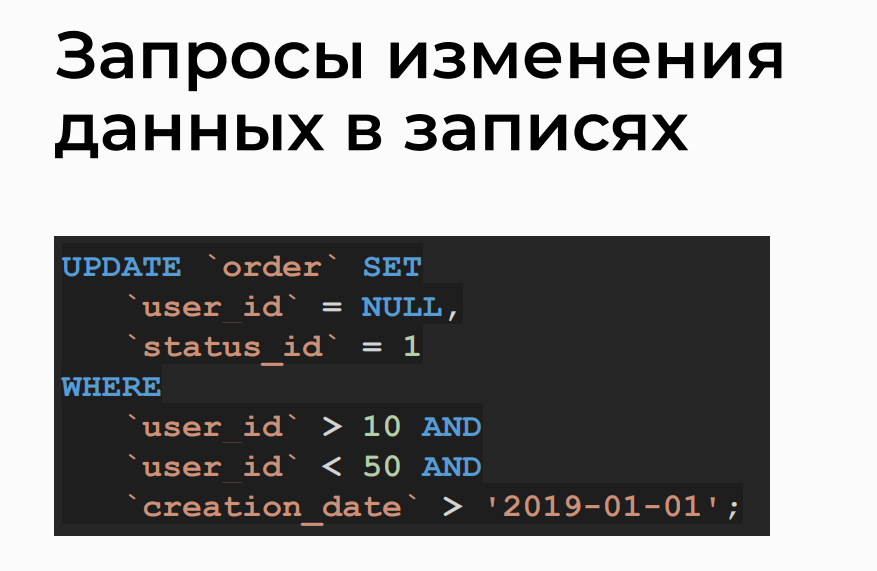 Запросы изменения
данных в записях
UPDATE `order` SET
`user_id` = NULL,
`status_id` = 1
WHERE
`user_id` > 10 AND
`user_id` < 50 AND
`creation_date` > '2019-01-01';